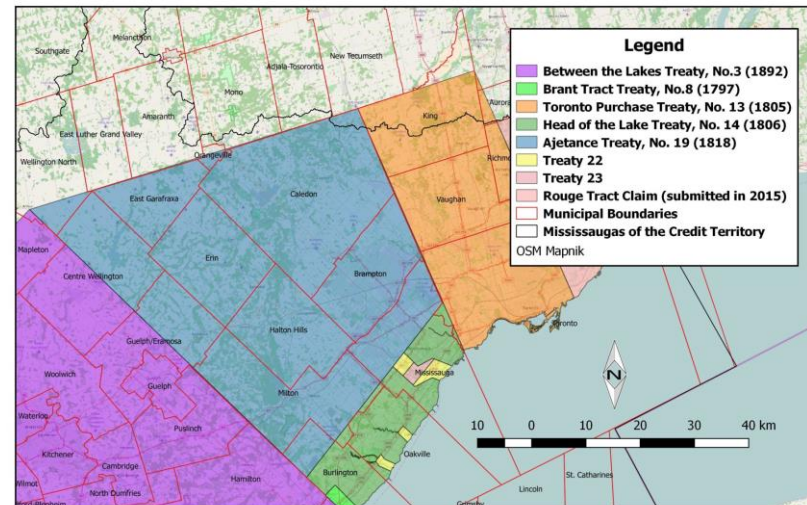 Southgate
Melancthon
Adjala-Tosorontio
New Tecumseth
Mono
Amaranth
East Luther Grand Valley
Wellington North
Orangeville
King
Aurora
Caledon
East Garafraxa
Vaughan
Mapleton
Centre Wellington
Erin
Brampton
Halton Hills
Guelph/Eramosa
Woolwich
Guelph
Milton
Mississauga
Toronto
Waterloo
Puslinch
Kitchener
Cambridge
Wilmot
North Dumfries
Hamilton
Burlington
Oakville
Lincoln
St. Catharines
Legend
Between the Lakes Treaty, No.3 (1892)
Brant Tract Treaty, No.8 (1797)
Toronto Purchase Treaty, No. 13 (1805)
Head of the Lake Treaty, No. 14 (1806)
Ajetance Treaty, No. 19 (1818)
Treaty 22
Treaty 23
Rouge Tract Claim (submitted in 2015)
Municipal Boundaries
Mississaugas of the Credit Territory
OSM Mapnik
N
10 0 10 20 30 40 km